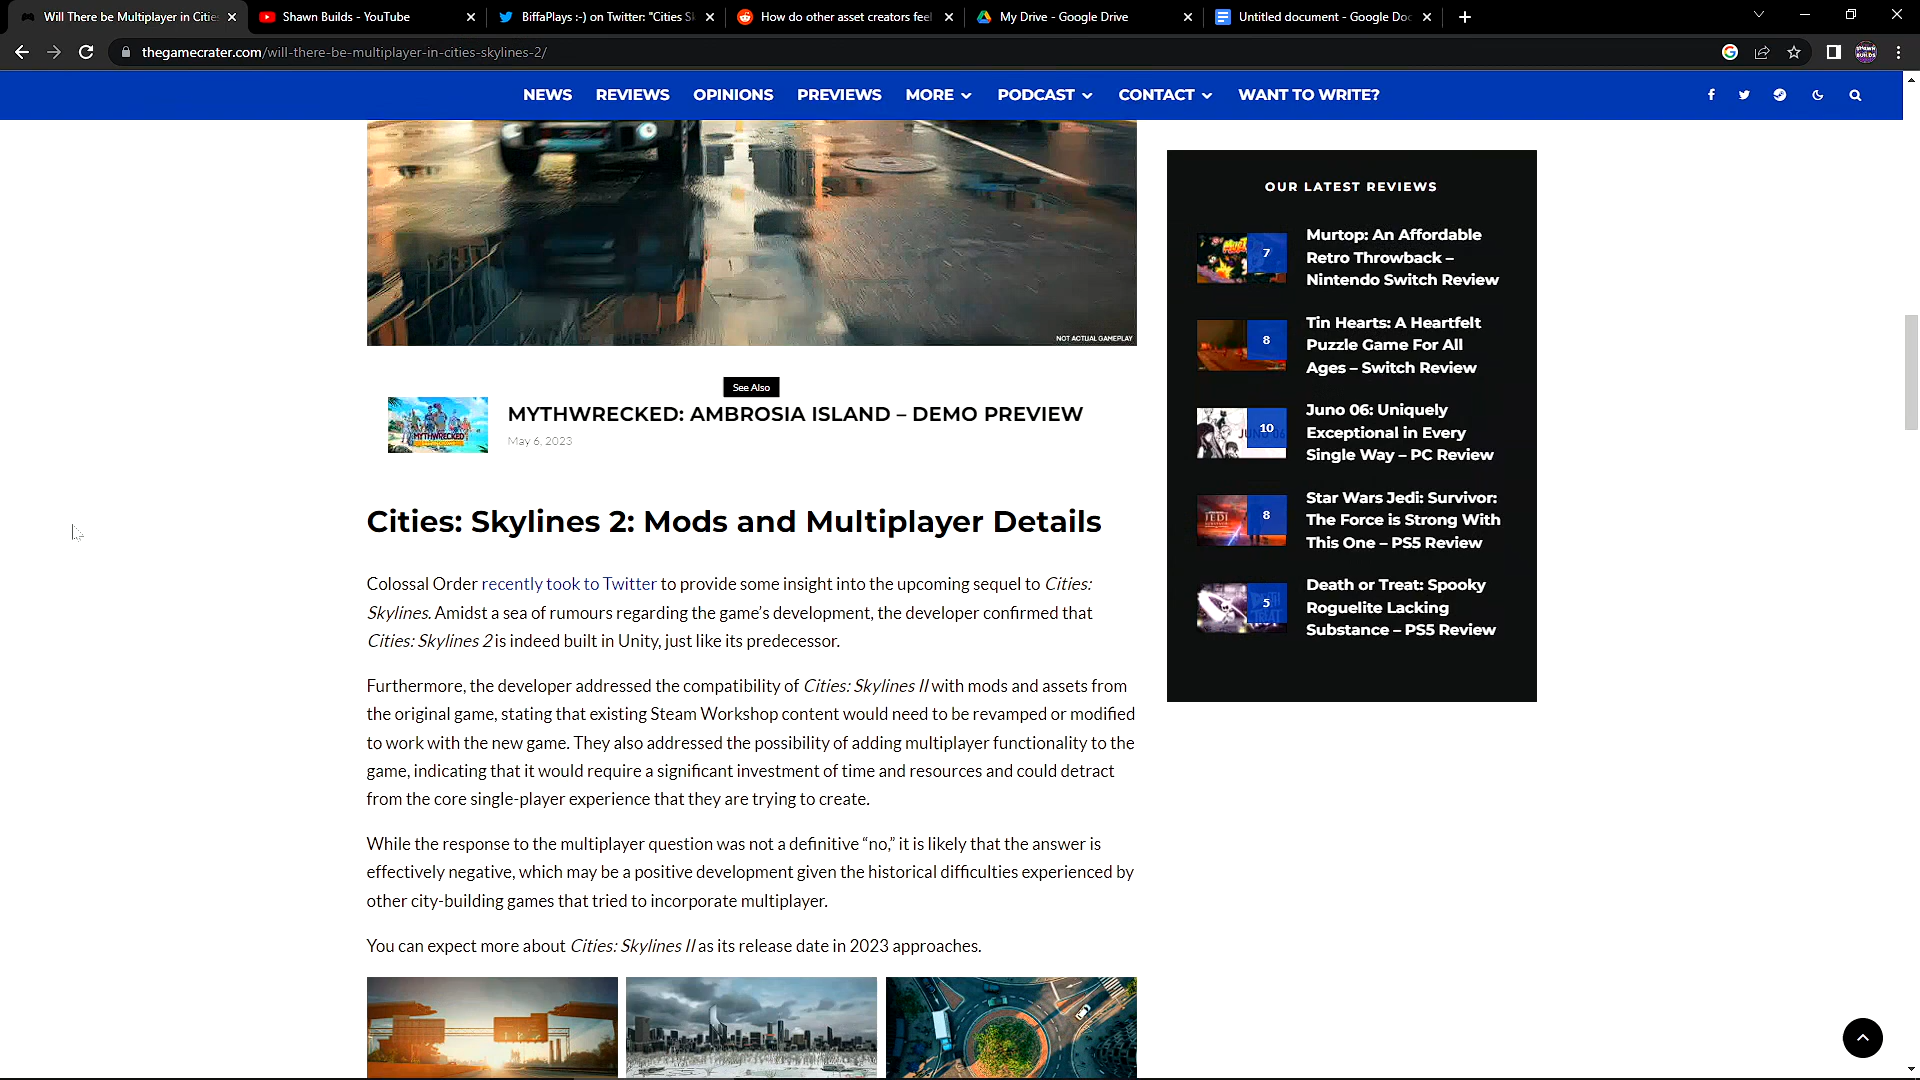 Will There be Multiplayer in Citie
Shawn Builds - YouTube
BiffaPlays :-) on Twitter: "Cities S
How do other asset creators feel
My Drive - Google Drive
Untitled document - Google Doc
thegamecrater.com/will-there-be-multiplayer-in-cities-skylines-2/
NEWS REVIEWS OPINIONS PREVIEWS MORE PODCAST CONTACT WANT TO WRITE?
NOT ACTUAL GAMEPLAY
See Also
MYTHWRECKED
MYTHWRECKED: AMBROSIA ISLAND – DEMO PREVIEW
May 6, 2023
Cities: Skylines 2: Mods and Multiplayer Details
Colossal Order recently took to Twitter to provide some insight into the upcoming sequel to Cities:
Skylines. Amidst a sea of rumours regarding the game’s development, the developer confirmed that
Cities: Skylines 2 is indeed built in Unity, just like its predecessor.
Furthermore, the developer addressed the compatibility of Cities: Skylines II with mods and assets from
the original game, stating that existing Steam Workshop content would need to be revamped or modified
to work with the new game. They also addressed the possibility of adding multiplayer functionality to the
game, indicating that it would require a significant investment of time and resources and could detract
from the core single-player experience that they are trying to create.
While the response to the multiplayer question was not a definitive “no,” it is likely that the answer is
effectively negative, which may be a positive development given the historical difficulties experienced by
other city-building games that tried to incorporate multiplayer.
You can expect more about Cities: Skylines II as its release date in 2023 approaches.
OUR LATEST REVIEWS
7
Murtop: An Affordable
Retro Throwback –
Nintendo Switch Review
8
Tin Hearts: A Heartfelt
Puzzle Game For All
Ages – Switch Review
10
Juno 06: Uniquely
Exceptional in Every
Single Way – PC Review
8
Star Wars Jedi: Survivor:
The Force is Strong With
This One – PS5 Review
5
Death or Treat: Spooky
Roguelite Lacking
Substance – PS5 Review